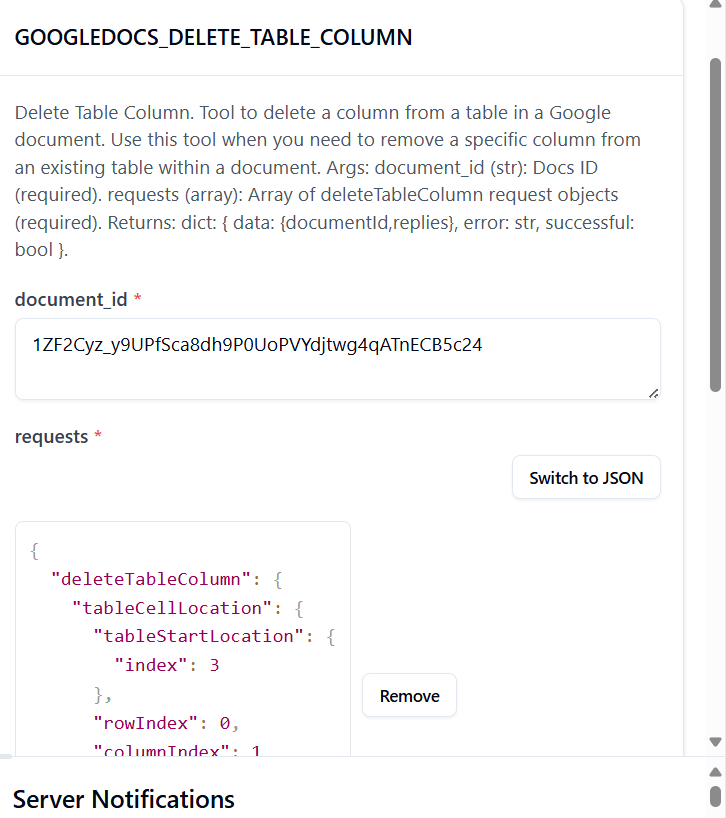 GOOGLEDOCS_DELETE_TABLE_COLUMN
Delete Table Column. Tool to delete a column from a table in a Google
document. Use this tool when you need to remove a specific column from
an existing table within a document. Args: document_id (str): Docs ID
(required). requests (array): Array of deleteTableColumn request objects
(required). Returns: dict: { data: {documentId,replies}, error: str, successful:
bool }.
document_id *
1ZF2Cyz_y9UPfSca8dh9P0UoPVYdjtwg4qATnECB5c24
requests *
Switch to JSON
{
"deleteTableColumn": {
"tableCellLocation": {
"tableStartLocation": {
"index": 3
},
Remove
"rowIndex": 0,
"columnIndex": 1
Server Notifications